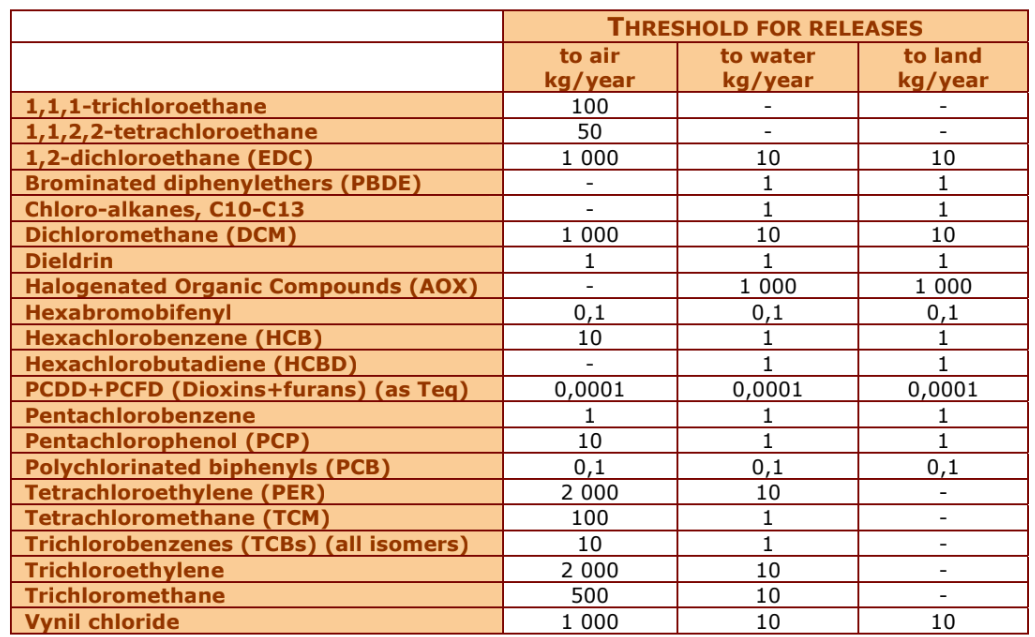 THRESHOLD FOR RELEASES
to air to water to land
kg/year kg/year kg/year
1,1,1-trichloroethane 100 - -
1,1,2,2-tetrachloroethane 50 - -
1,2-dichloroethane (EDC) 1 000 10 10
Brominated diphenylethers (PBDE) - 1 1
Chloro-alkanes, C10-C13 - 1 1
Dichloromethane (DCM) 1 000 10 10
Dieldrin 1 1 1
Halogenated Organic Compounds (AOX) - 1 000 1 000
Hexabromobifenyl 0,1 0,1 0,1
Hexachlorobenzene (HCB) 10 1 1
Hexachlorobutadiene (HCBD) - 1 1
PCDD+PCFD (Dioxins+furans) (as Teq) 0,0001 0,0001 0,0001
Pentachlorobenzene 1 1 1
Pentachlorophenol (PCP) 10 1 1
Polychlorinated biphenyls (PCB) 0,1 0,1 0,1
Tetrachloroethylene (PER) 2 000 10 -
Tetrachloromethane (TCM) 100 1 -
Trichlorobenzenes (TCBs) (all isomers) 10 1 -
Trichloroethylene 2 000 10 -
Trichloromethane 500 10 -
Vynil chloride 1 000 10 10